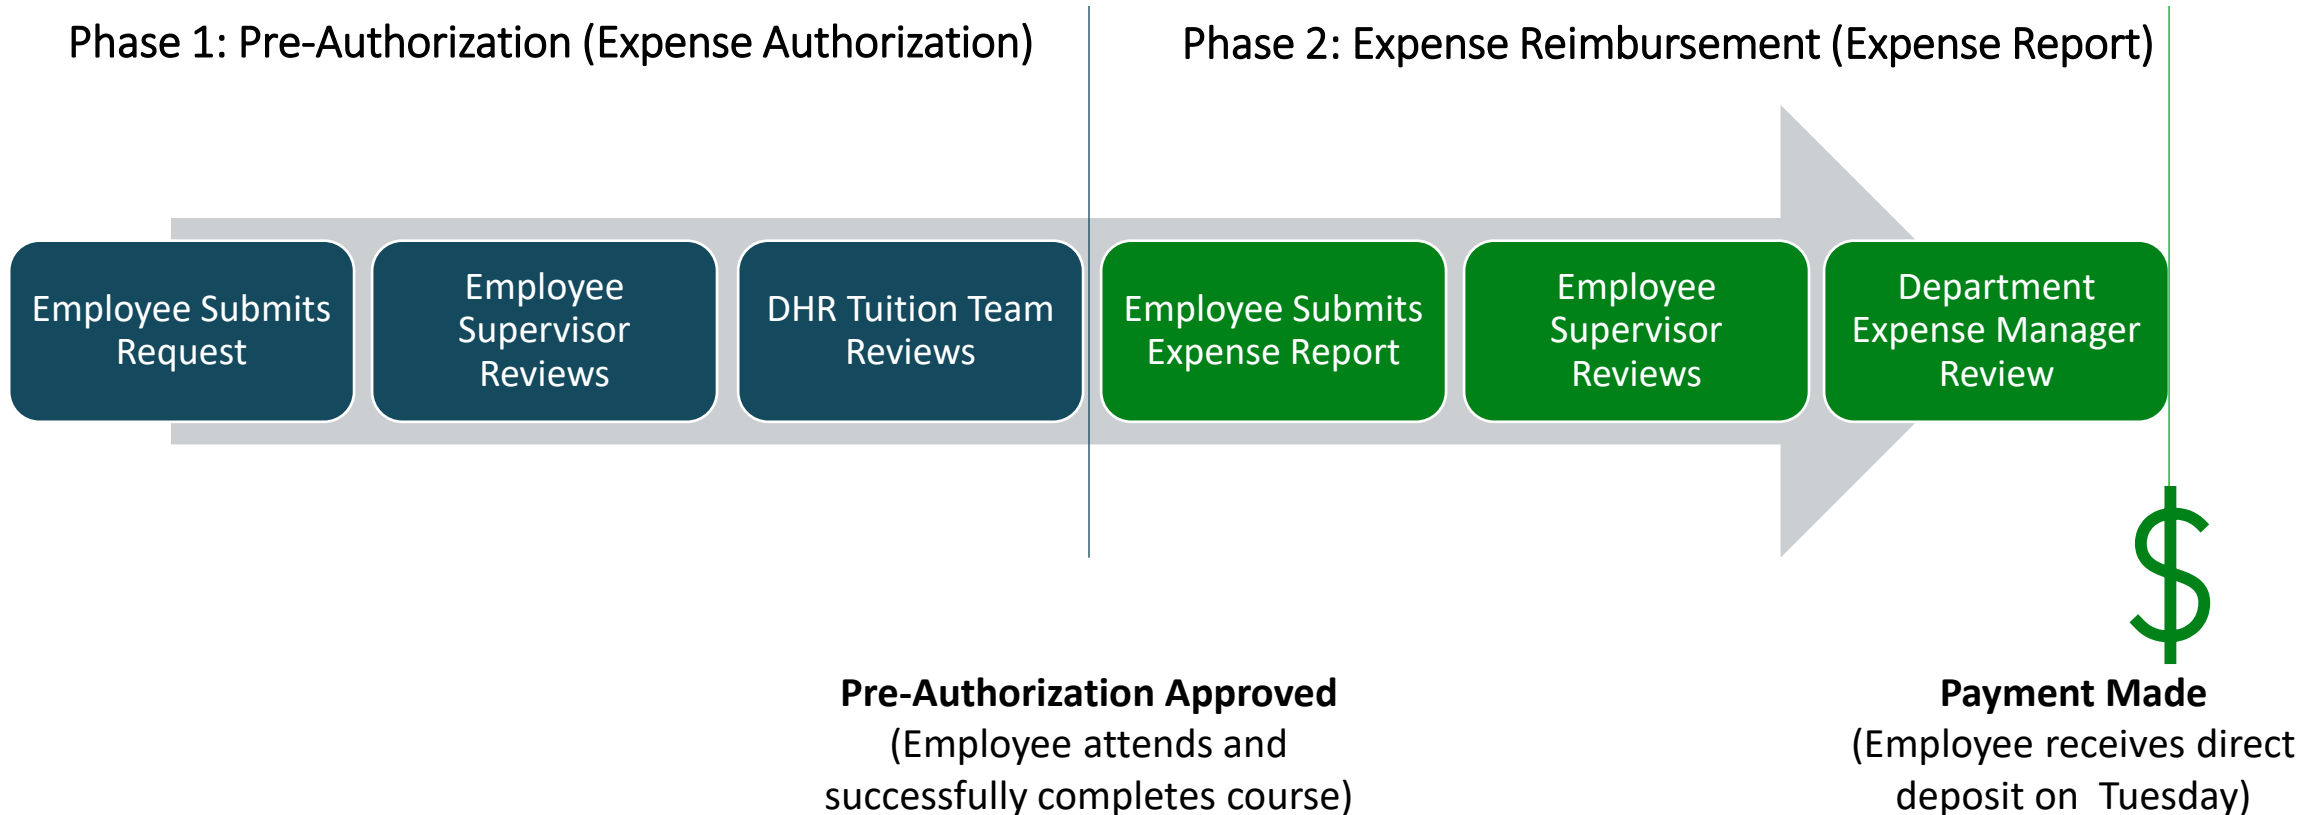 Phase 1: Pre-Authorization (Expense Authorization)
Phase 2: Expense Reimbursement (Expense Report)
Employee Submits
Request
Employee
Supervisor
Reviews
DHR Tuition Team
Reviews
Employee Submits
Expense Report
Employee
Supervisor
Reviews
Department
Expense Manager
Review
$
Pre-Authorization Approved
(Employee attends and
successfully completes course)
Payment Made
(Employee receives direct
deposit on Tuesday)